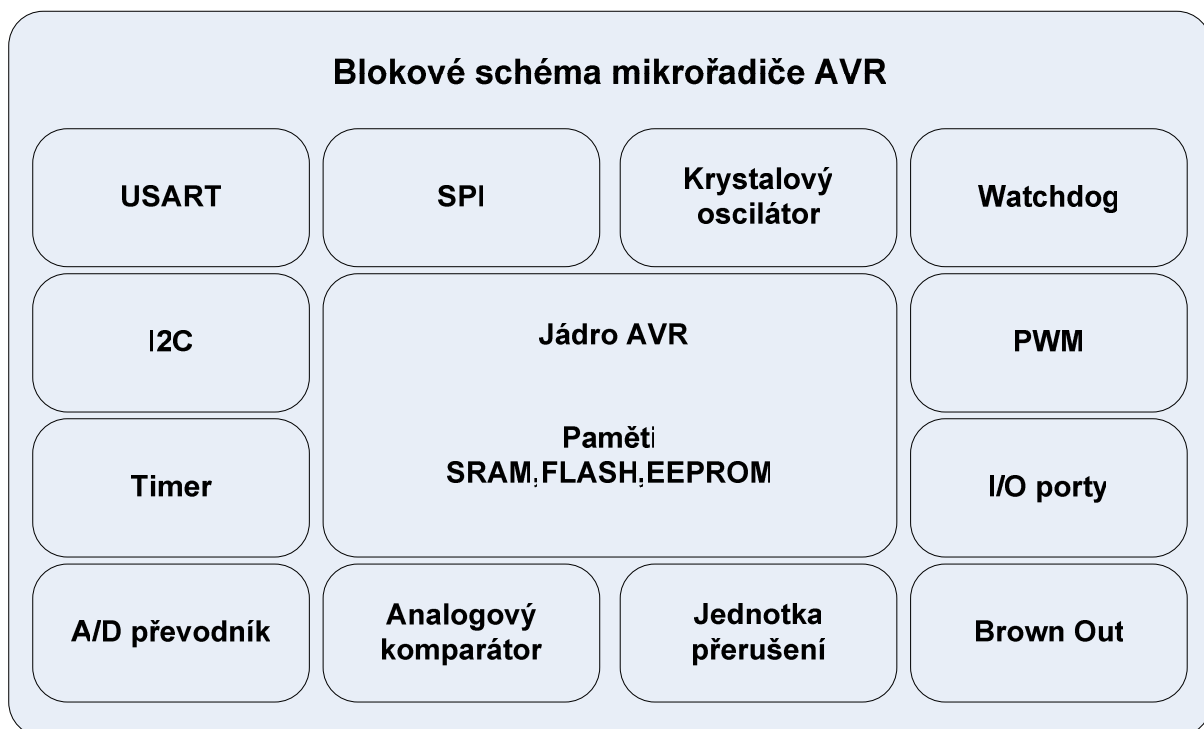 Blokové schéma mikrořadiče AVR
USART
SPI
Krystalový
oscilátor
Watchdog
I2C
Jádro AVR
PWM
Paměti
SRAM,FLASH,EEPROM
Timer
I/O porty
A/D převodník
Analogový
komparátor
Jednotka
přerušení
Brown Out